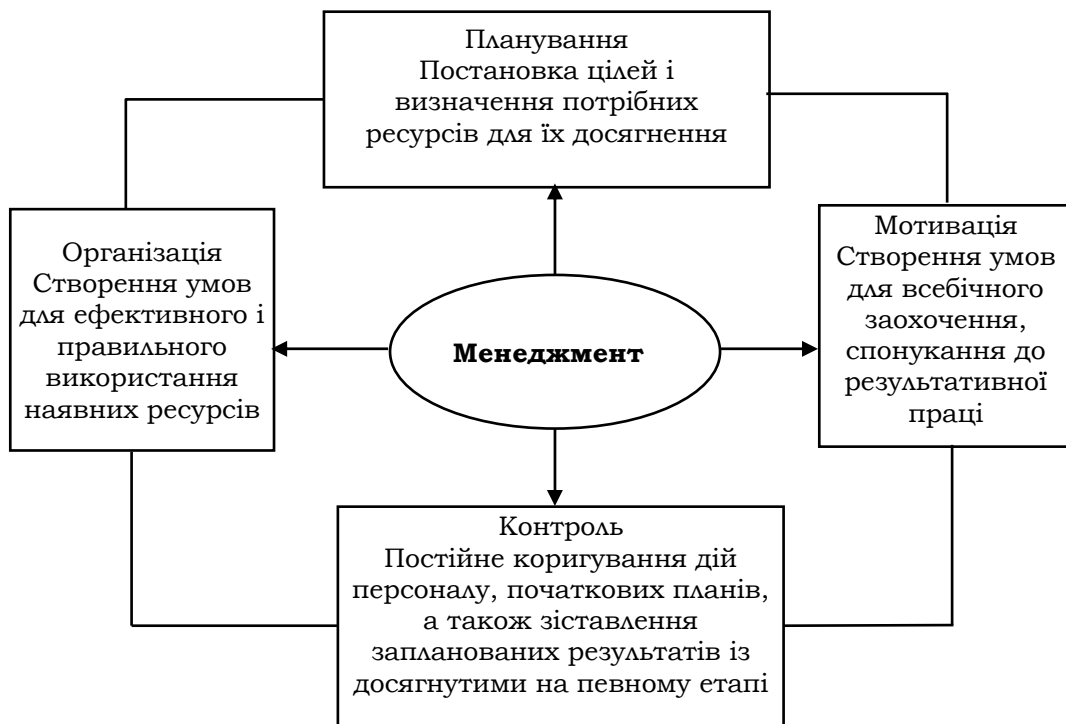 Планування
Постановка цілей і
визначення потрібних
ресурсів для їх досягнення
Організація
Створення умов
для ефективного і
правильного
використання
наявних ресурсів
Менеджмент
Мотивація
Створення умов
для всебічного
заохочення,
спонукання до
результативної
праці
Контроль
Постійне коригування дій
персоналу, початкових планів,
а також зіставлення
запланованих результатів із
досягнутими на певному етапі